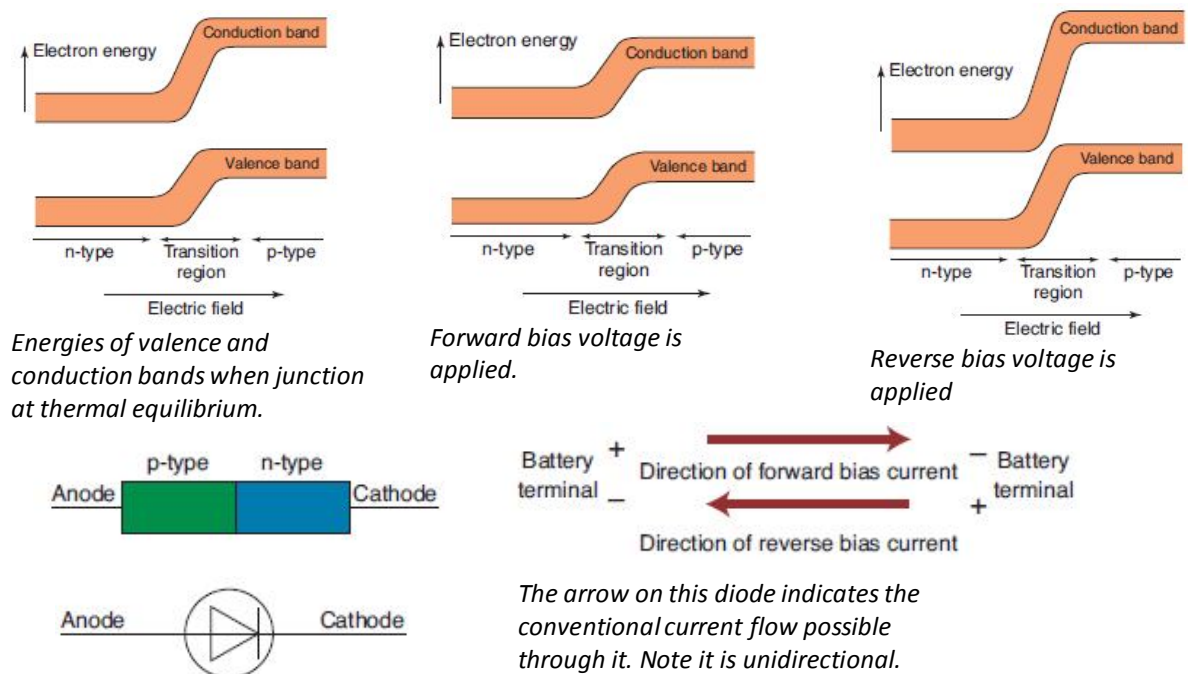 Electron energy
Conduction band
Valence band
n-type
Transition
region
p-type
Electric field
Energies of valence and
conduction bands when junction
at thermal equilibrium.
Electron energy
Conduction band
Valence band
n-type
Transition
region
p-type
Electric field
Forward bias voltage is
applied.
Electron energy
Conduction band
Valence band
n-type
Transition
region
p-type
Electric field
Reverse bias voltage is
applied
p-type n-type
Anode Cathode
Anode Cathode
Battery + Direction of forward bias current − Battery
terminal − + terminal
Direction of reverse bias current
The arrow on this diode indicates the
conventional current flow possible
through it. Note it is unidirectional.